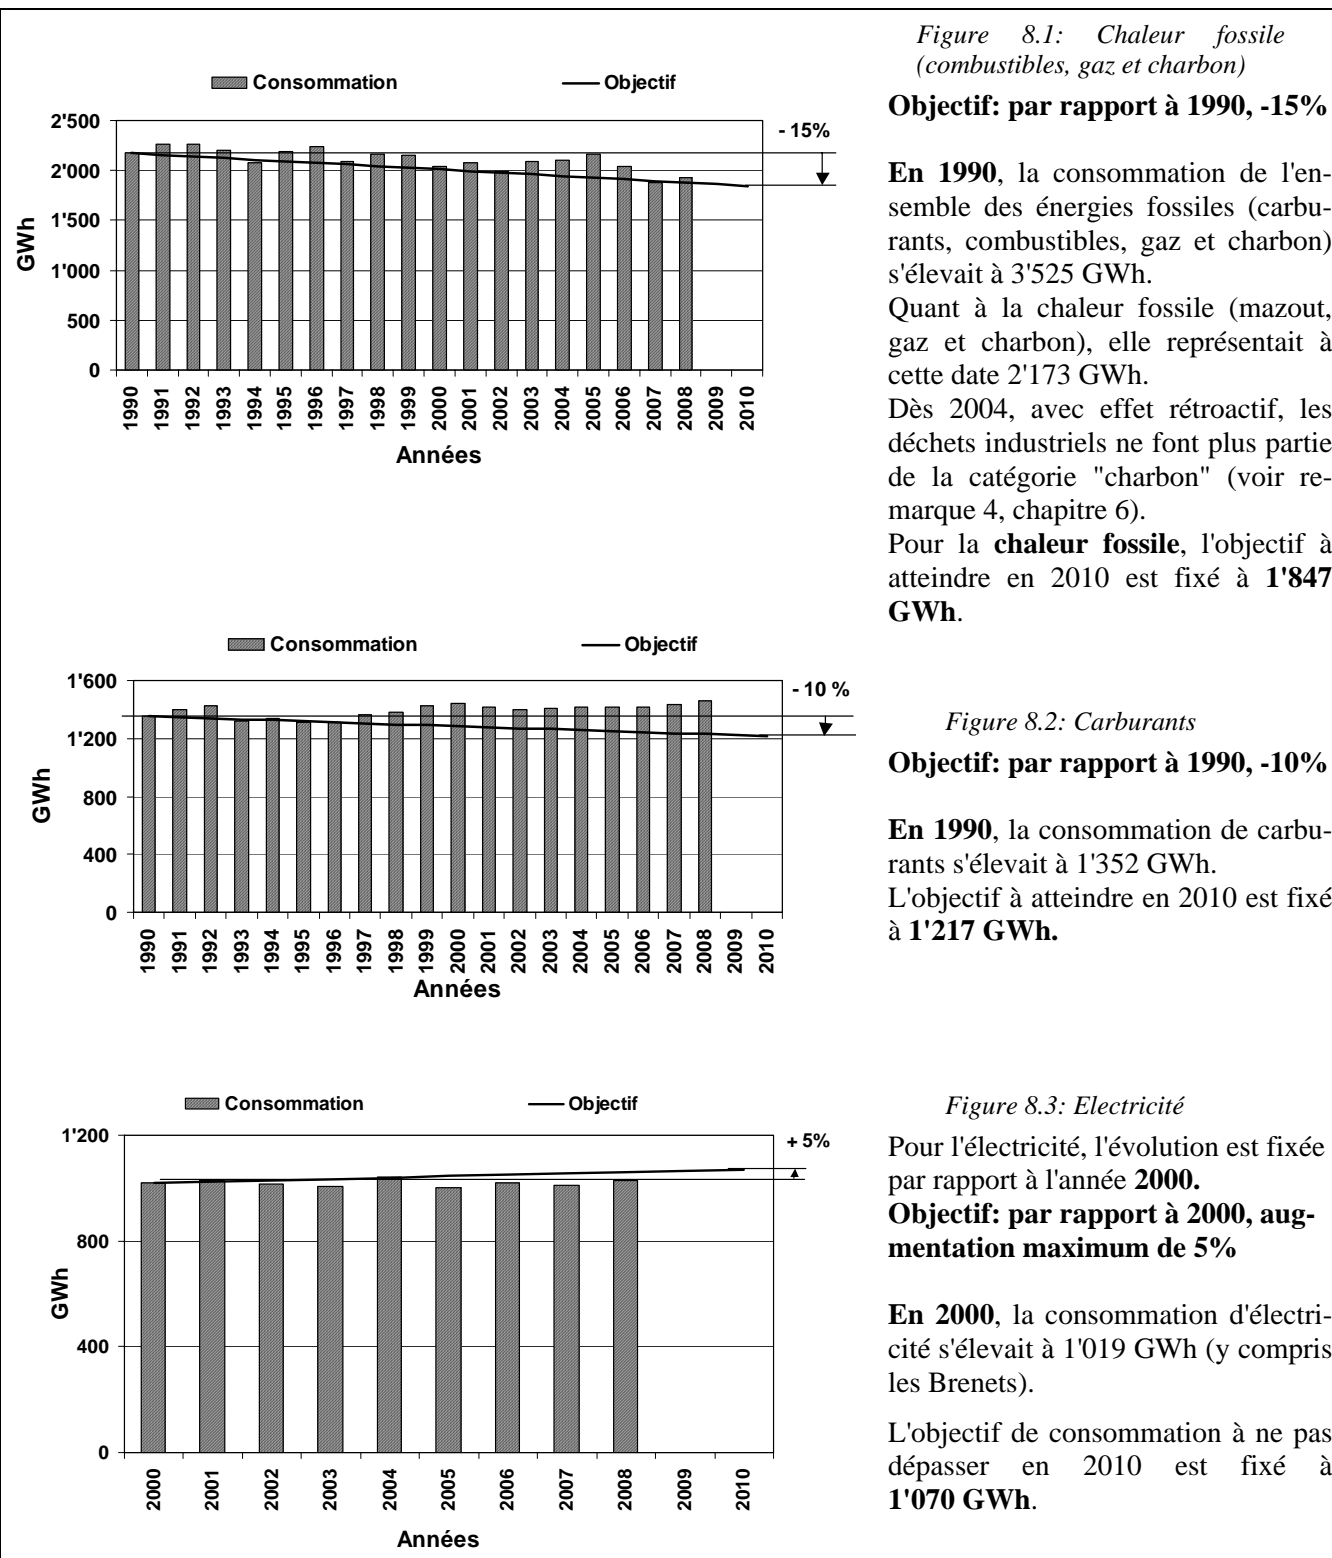 Figure 8.1: Chaleur fossile
(combustibles, gaz et charbon)
Objectif: par rapport à 1990, -15%
En 1990, la consommation de l'en-
semble des énergies fossiles (carbu-
rants, combustibles, gaz et charbon)
s'élevait à 3'525 GWh.
Quant à la chaleur fossile (mazout,
gaz et charbon), elle représentait à
cette date 2'173 GWh.
Dès 2004, avec effet rétroactif, les
déchets industriels ne font plus partie
de la catégorie "charbon" (voir re-
marque 4, chapitre 6).
Pour la chaleur fossile, l'objectif à
atteindre en 2010 est fixé à 1'847
GWh.
Consommation Objectif
- 15%
2'500
2'000
1'500
1'000
500
0
GWh
1990 1991 1992 1993 1994 1995 1996 1997 1998 1999 2000 2001 2002 2003 2004 2005 2006 2007 2008 2009 2010
Années
Consommation Objectif
- 10 %
1'600
1'200
800
400
0
GWh
1990 1991 1992 1993 1994 1995 1996 1997 1998 1999 2000 2001 2002 2003 2004 2005 2006 2007 2008 2009 2010
Années
Figure 8.2: Carburants
Objectif: par rapport à 1990, -10%
En 1990, la consommation de carbu-
rants s'élevait à 1'352 GWh.
L'objectif à atteindre en 2010 est fixé
à 1'217 GWh.
Consommation Objectif
+ 5%
1'200
800
400
0
GWh
2000 2001 2002 2003 2004 2005 2006 2007 2008 2009 2010
Années
Figure 8.3: Electricité
Pour l'électricité, l'évolution est fixée
par rapport à l'année 2000.
Objectif: par rapport à 2000, aug-
mentation maximum de 5%
En 2000, la consommation d'électri-
cité s'élevait à 1'019 GWh (y compris
les Brenets).
L'objectif de consommation à ne pas
dépasser en 2010 est fixé à
1'070 GWh.